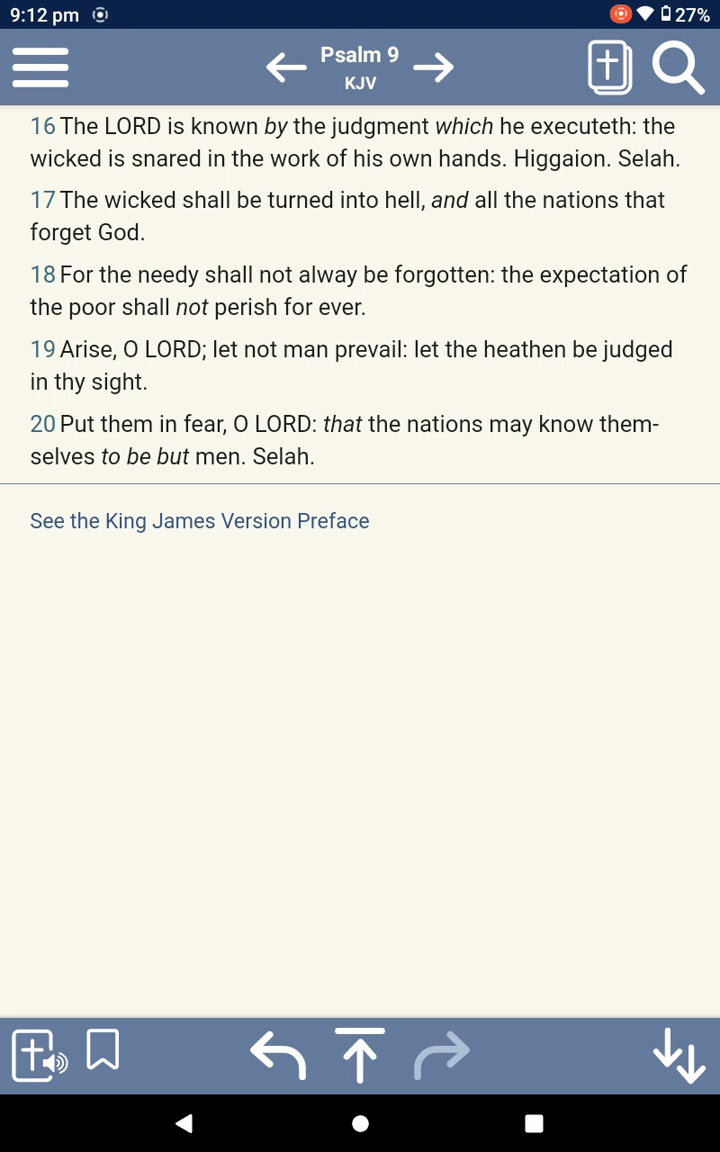 9:12 pm 27%
Psalm 9
KJV
16 The LORD is known by the judgment which he executeth: the
wicked is snared in the work of his own hands. Higgaion. Selah.
17 The wicked shall be turned into hell, and all the nations that
forget God.
18 For the needy shall not alway be forgotten: the expectation of
the poor shall not perish for ever.
19 Arise, O LORD; let not man prevail: let the heathen be judged
in thy sight.
20 Put them in fear, O LORD: that the nations may know them-
selves to be but men. Selah.
See the King James Version Preface